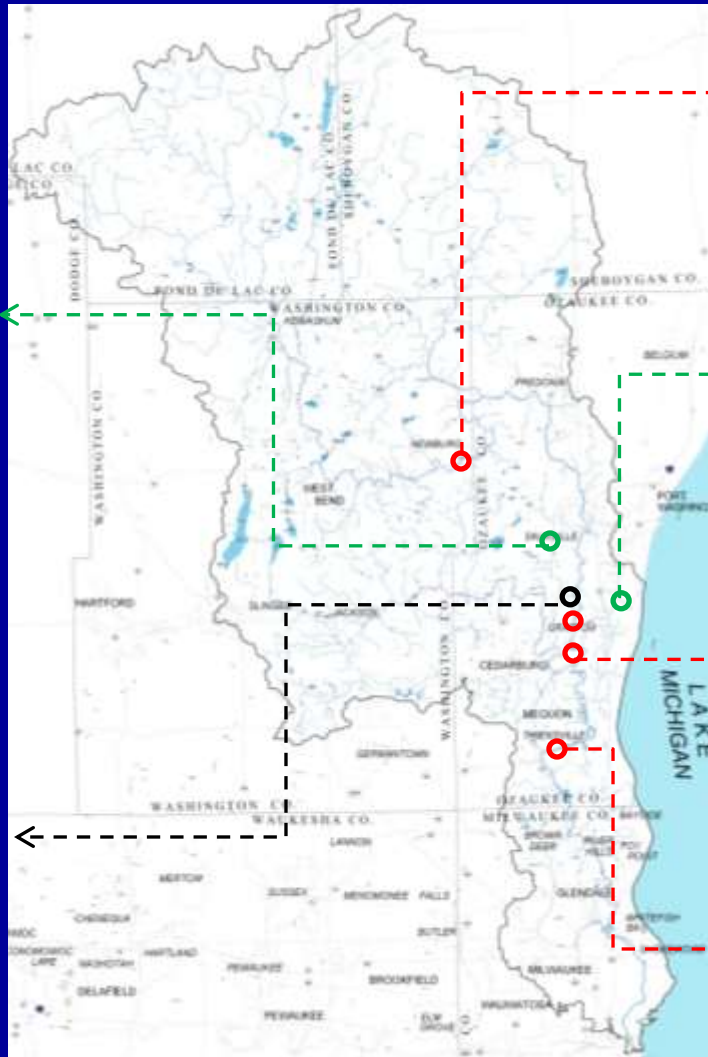 FOND DU LAC CO.
SHEBOYGAN CO.
LAC CO.
DODGE CO.
FOND DU LAC CO.
WASHINGTON CO.
SHEBOYGAN CO.
OZAUKEE CO.
KEWASKUM
BELGIUM
FREDONIA
WASHINGTON CO.
NEWBURG
OZAUKEE CO
WEST
BEND
PORT
HARTFORD
SLINGER
JACKSON
CEDARBURG
WASHINGTON CO.
LAKE
MICHIGAN
MEQUON
THIENSVILLE
GERMANTOWN
WASHINGTON CO.
WAUKESHA CO.
OZAUKEE CO.
MILWAUKEE CO.
BAYSIDE
BROWN
DEER
RIVER
HILLS
FOX
POINT
LANNON
MERTON
SUSSEX
MENOMONEE FALLS
GLENDALE
CHENEQUA
WHITEFISH
BAY
BUTLER
LAKE
NASHOTAH
HARTLAND
PEWAUKEE
BROOKFIELD
MILWAUKEE
DELAFIELD
WAUWATOSA
PEWAUKEE
ELM
GROVE
CO.